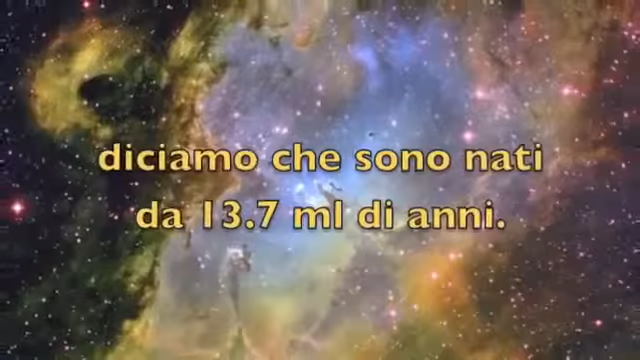 diciamo che sono nati
da 13.7 ml di anni.